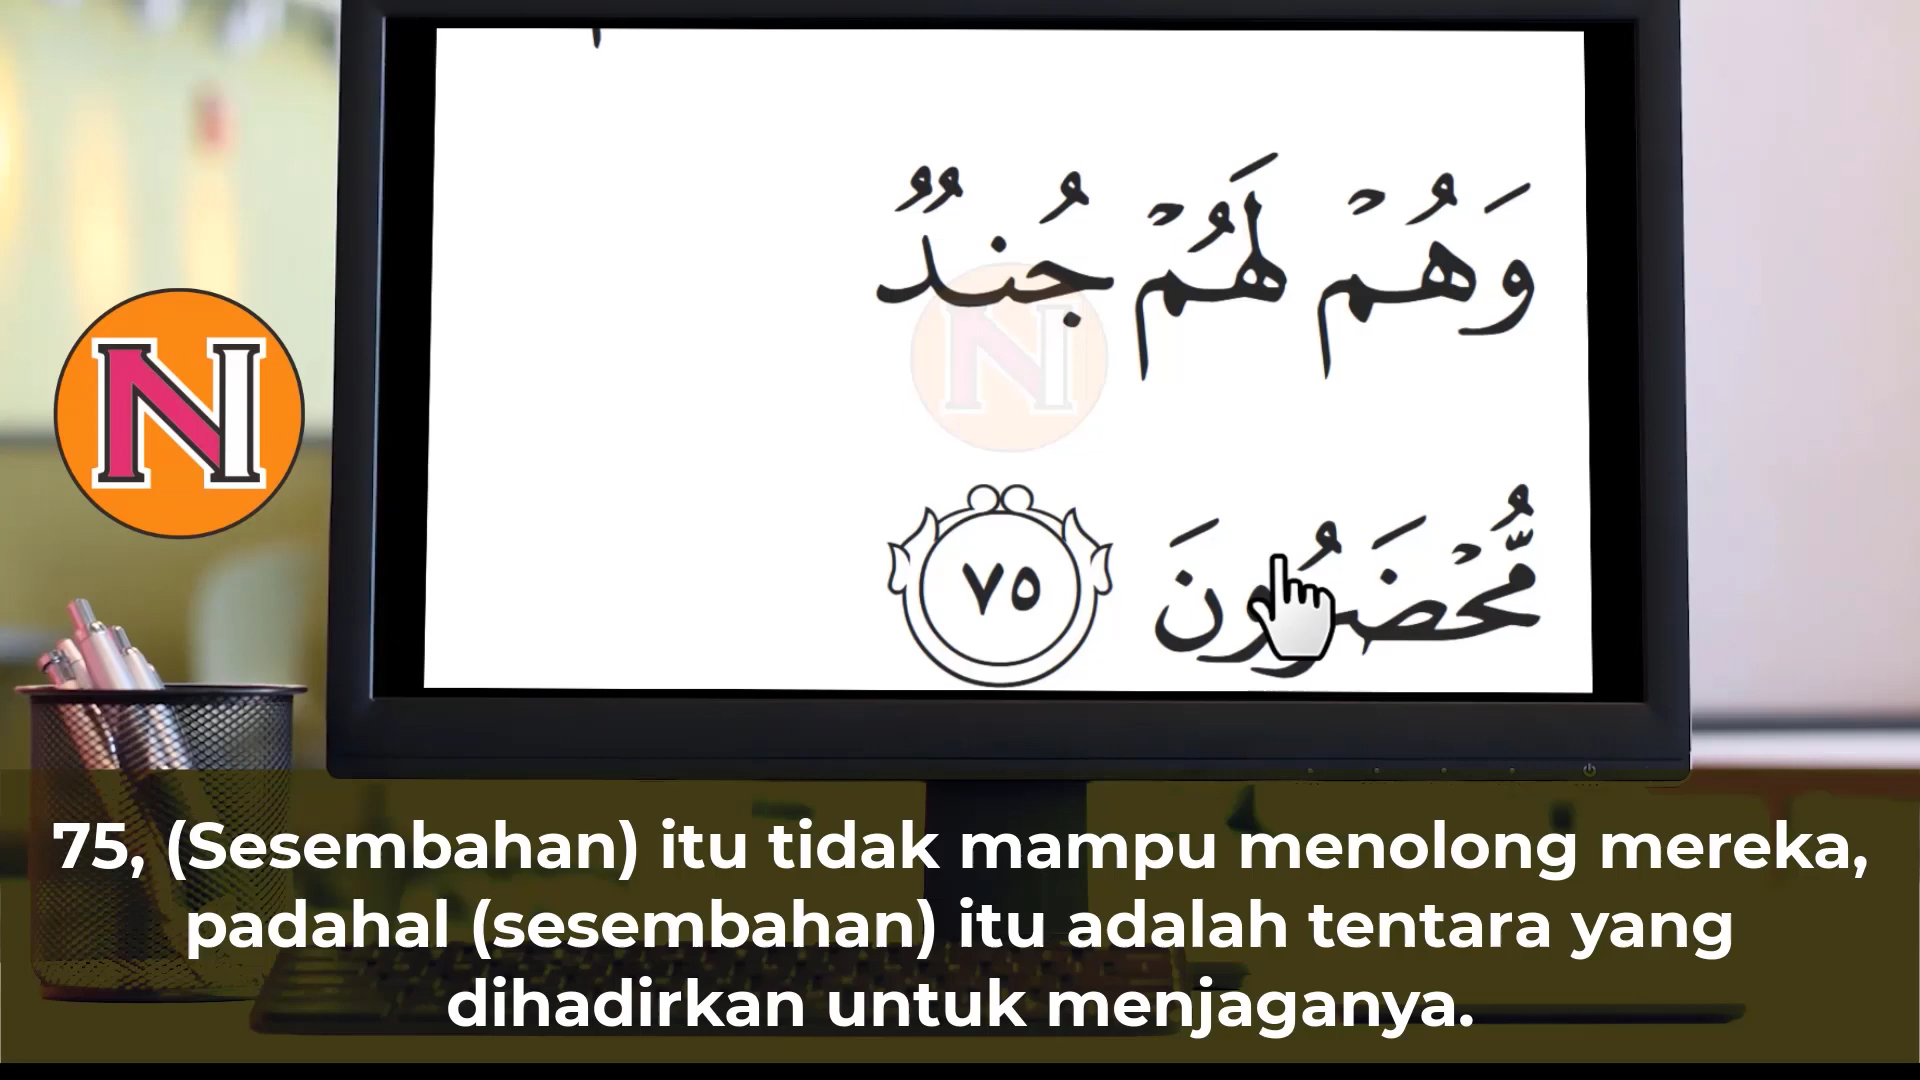 وَهُمْ لَهُمْ جُندٌ
مُّحْضَرُونَ ٧٥
N
75, (Sesembahan) itu tidak mampu menolong mereka,
padahal (sesembahan) itu adalah tentara yang
dihadirkan untuk menjaganya.